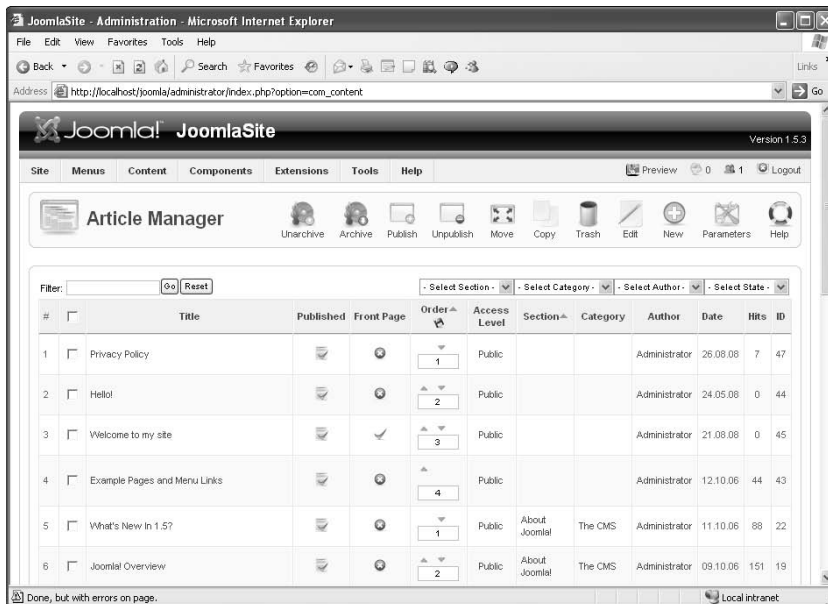 JoomlaSite - Administration - Microsoft Internet Explorer
File Edit View Favorites Tools Help
Back Search Favorites Links
Address http://localhost/joomla/administrator/index.php?option=com_content Go
Joomla! JoomlaSite
Version 1.5.3
Site Menus Content Components Extensions Tools Help Preview 0 1 Logout
Article Manager
Unarchive Archive Publish Unpublish Move Copy Trash Edit New Parameters Help
Filter: Go Reset - Select Section - - Select Category - - Select Author - - Select State -
# Title Published Front Page Order Access Level Section Category Author Date Hits ID
1 Privacy Policy 1 Public Administrator 26.08.08 7 47
2 Hello! 2 Public Administrator 24.05.08 0 44
3 Welcome to my site 3 Public Administrator 21.08.08 0 45
4 Example Pages and Menu Links 4 Public Administrator 12.10.06 44 43
5 What's New In 1.5? 1 Public About Joomla! The CMS Administrator 11.10.06 88 22
6 Joomla! Overview 2 Public About Joomla! The CMS Administrator 09.10.06 151 19
Done, but with errors on page. Local intranet